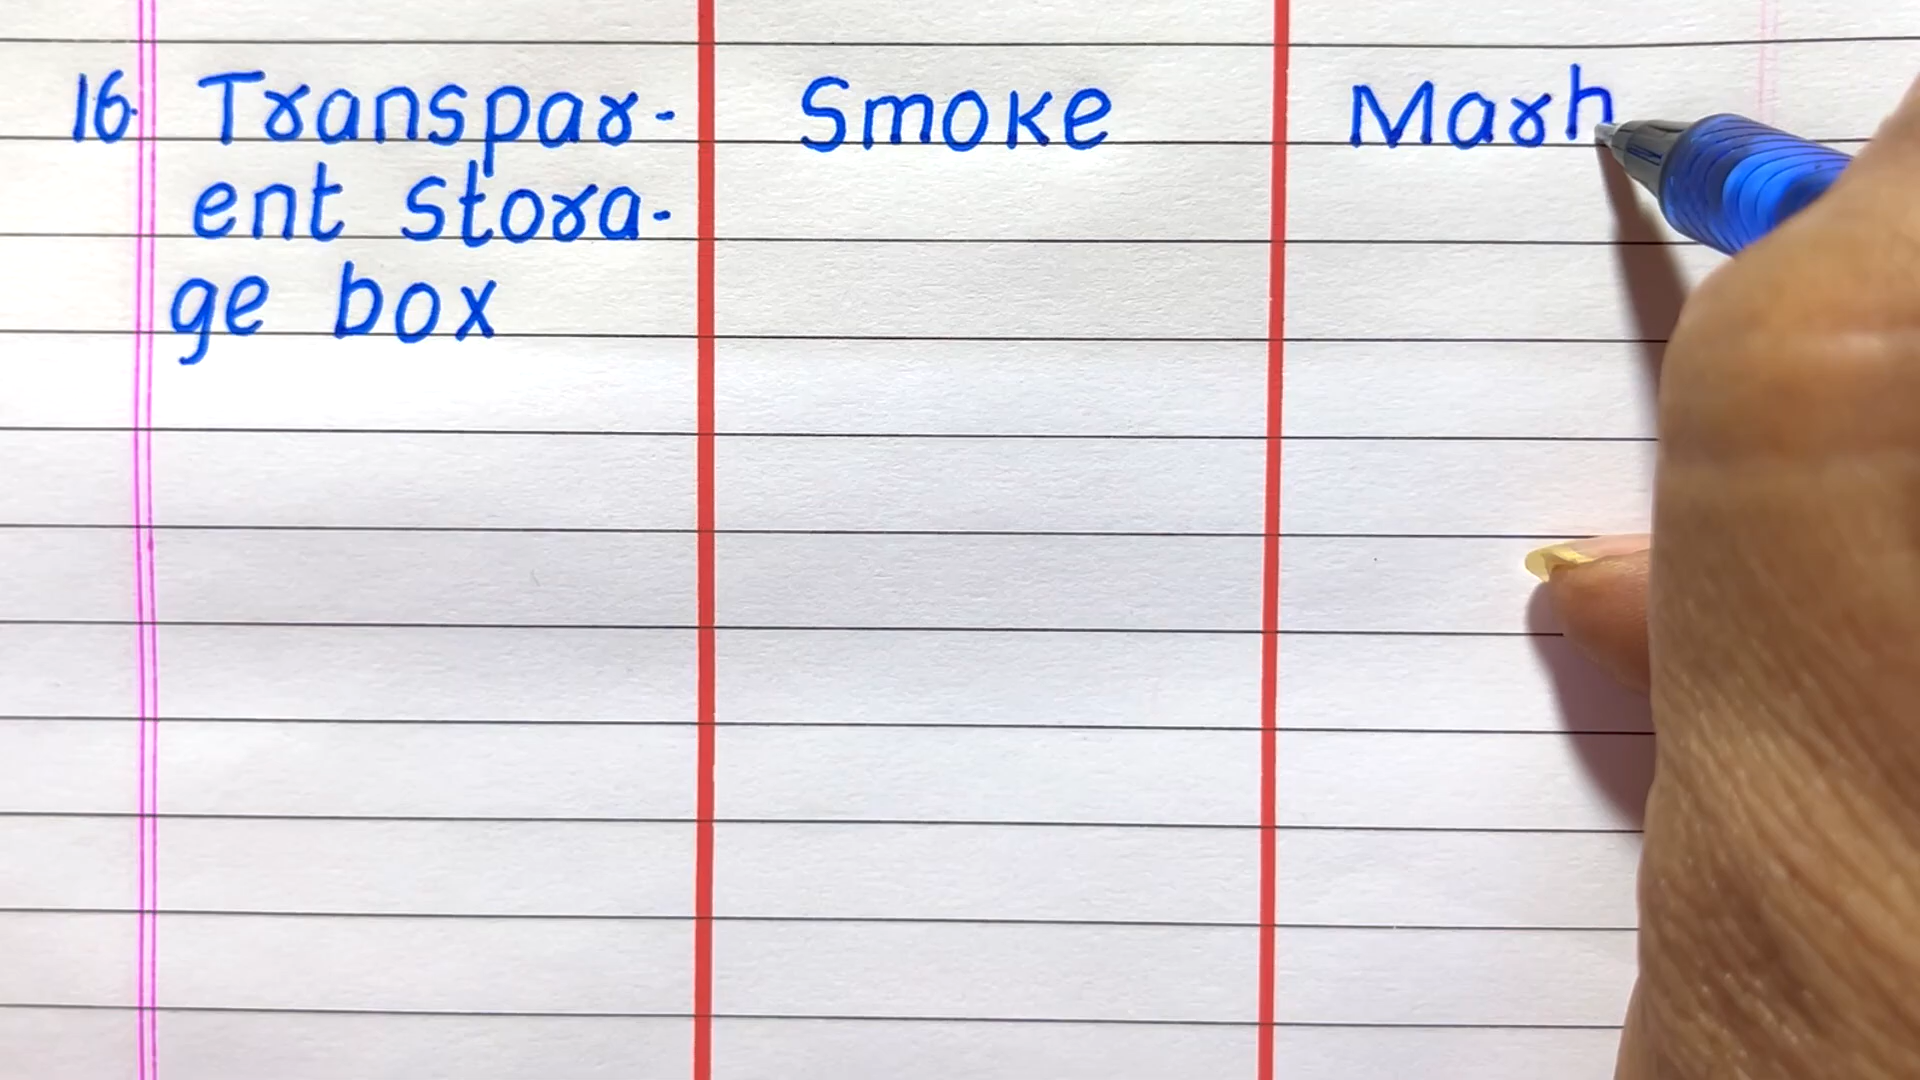 16. Transpar- Smoke Marh
ent stora-
ge box